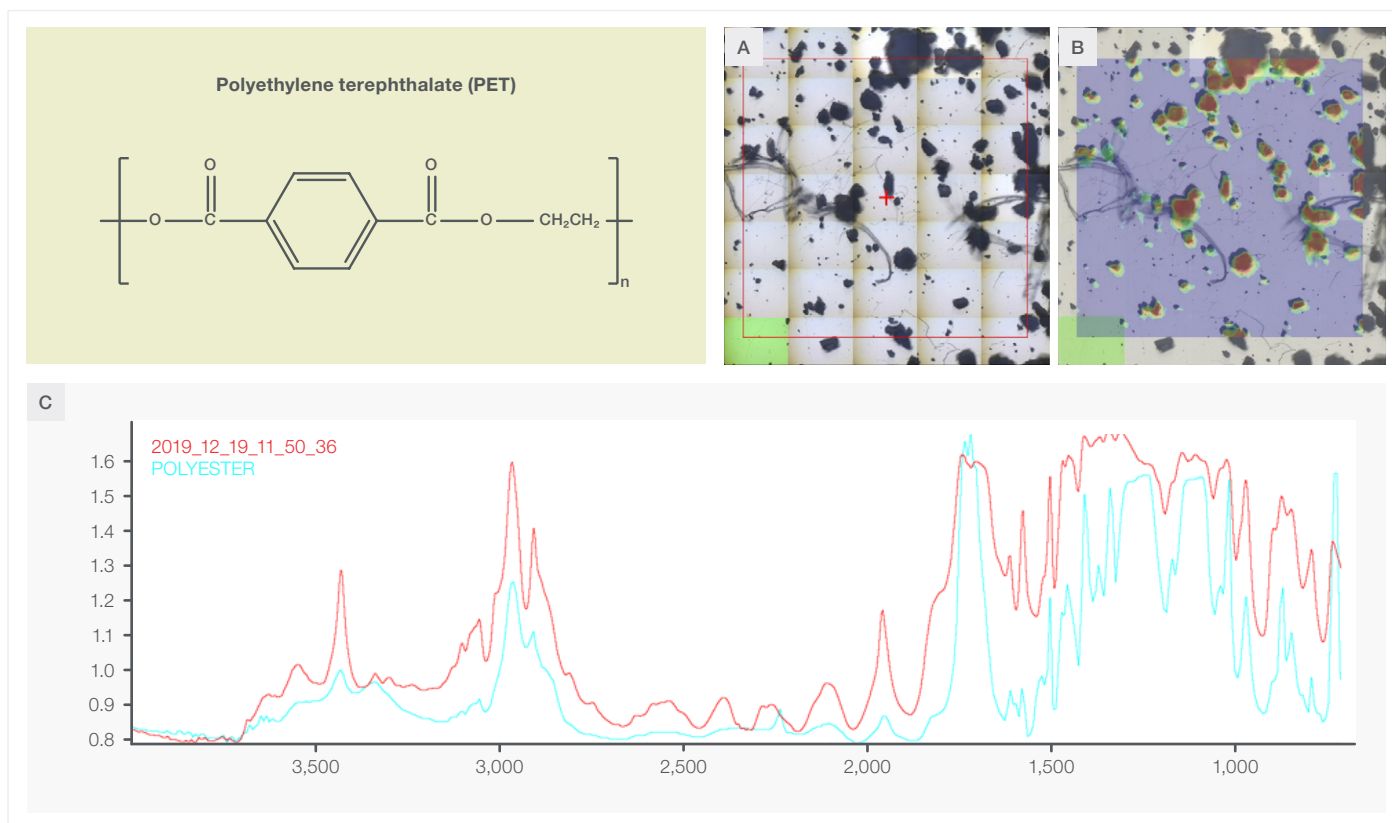 Polyethylene terephthalate (PET)
O
O
O
C
C
O
CH₂CH₂
n
A
B
C
2019_12_19_11_50_36
POLYESTER
1.6
1.5
1.4
1.3
1.2
1.1
1.0
0.9
0.8
3,500
3,000
2,500
2,000
1,500
1,000